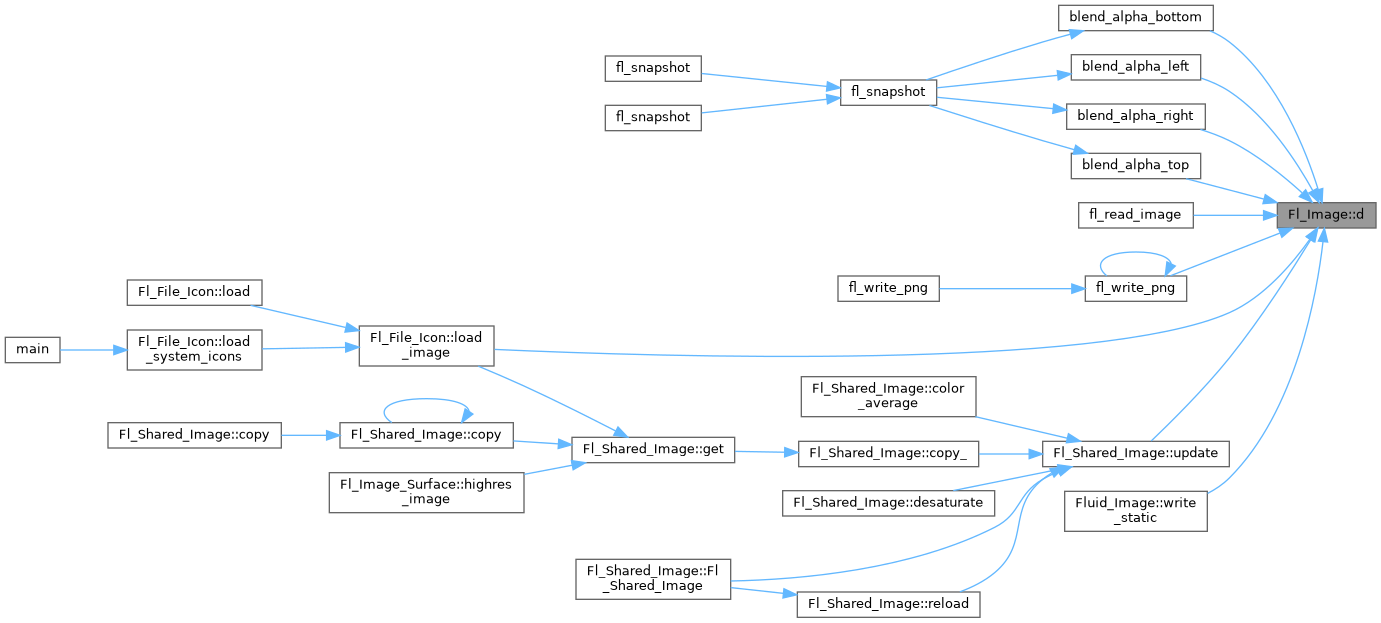 blend_alpha_bottom
fl_snapshot
blend_alpha_left
fl_snapshot
fl_snapshot
blend_alpha_right
blend_alpha_top
fl_read_image
Fl_Image::d
fl_write_png
fl_write_png
Fl_File_Icon::load
main
Fl_File_Icon::load
_system_icons
Fl_File_Icon::load
_image
Fl_Shared_Image::color
_average
Fl_Shared_Image::copy
Fl_Shared_Image::copy
Fl_Shared_Image::get
Fl_Shared_Image::copy_
Fl_Shared_Image::update
Fl_Image_Surface::highres
_image
Fl_Shared_Image::desaturate
Fluid_Image::write
_static
Fl_Shared_Image::Fl
_Shared_Image
Fl_Shared_Image::reload